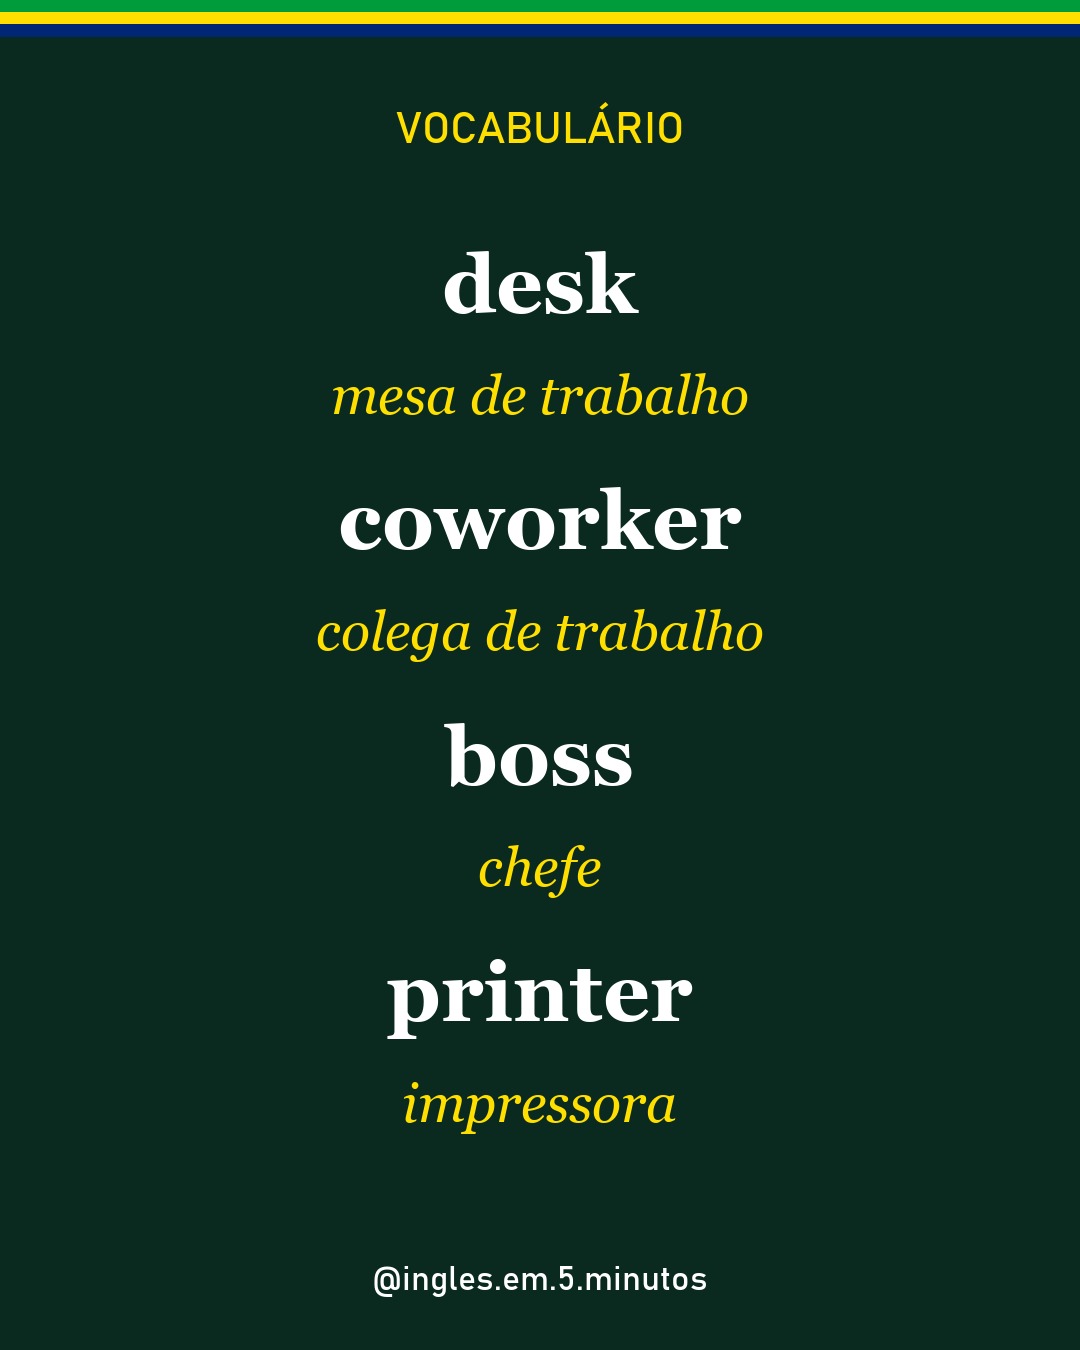 VOCABULÁRIO
desk
mesa de trabalho
coworker
colega de trabalho
boss
chefe
printer
impressora
@ingles.em.5.minutos